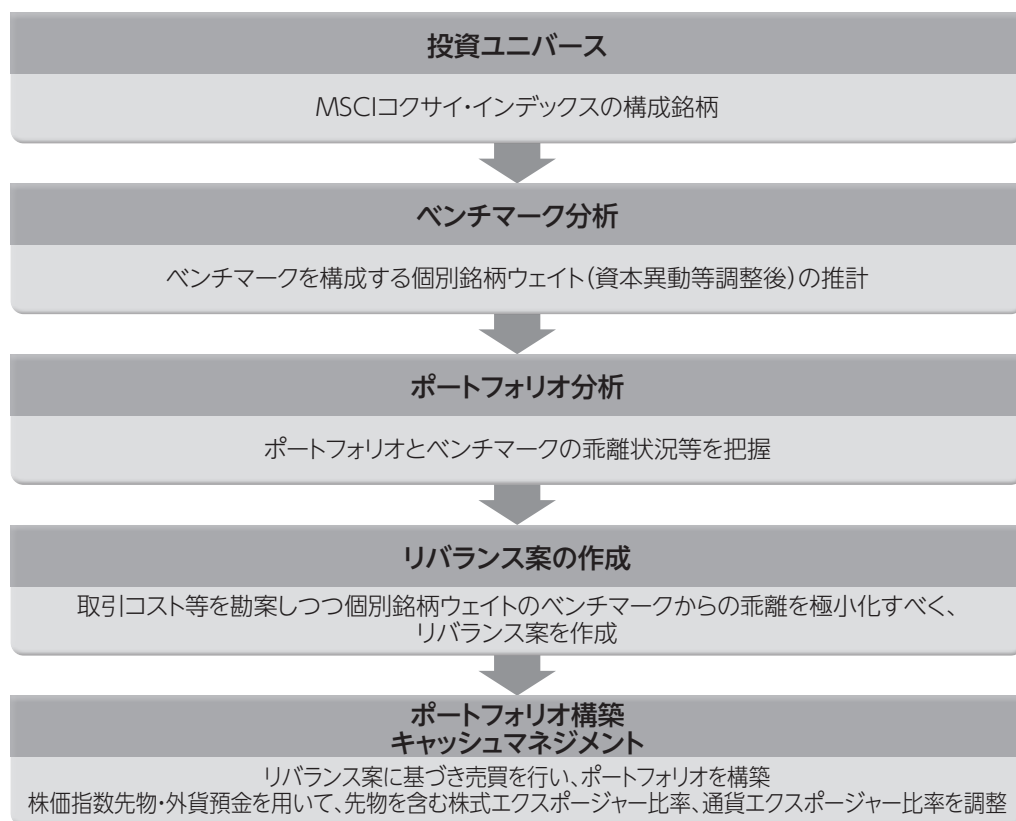 投資ユニバース
MSCIコクサイ・インデックスの構成銘柄
ベンチマーク分析
ベンチマークを構成する個別銘柄ウェイト(資本異動等調整後)の推計
ポートフォリオ分析
ポートフォリオとベンチマークの乖離状況等を把握
リバランス案の作成
取引コスト等を勘案しつつ個別銘柄ウェイトのベンチマークからの乖離を極小化すべく、
リバランス案を作成
ポートフォリオ構築
キャッシュマネジメント
リバランス案に基づき売買を行い、ポートフォリオを構築
株価指数先物・外貨預金を用いて、先物を含む株式エクスポージャー比率、通貨エクスポージャー比率を調整